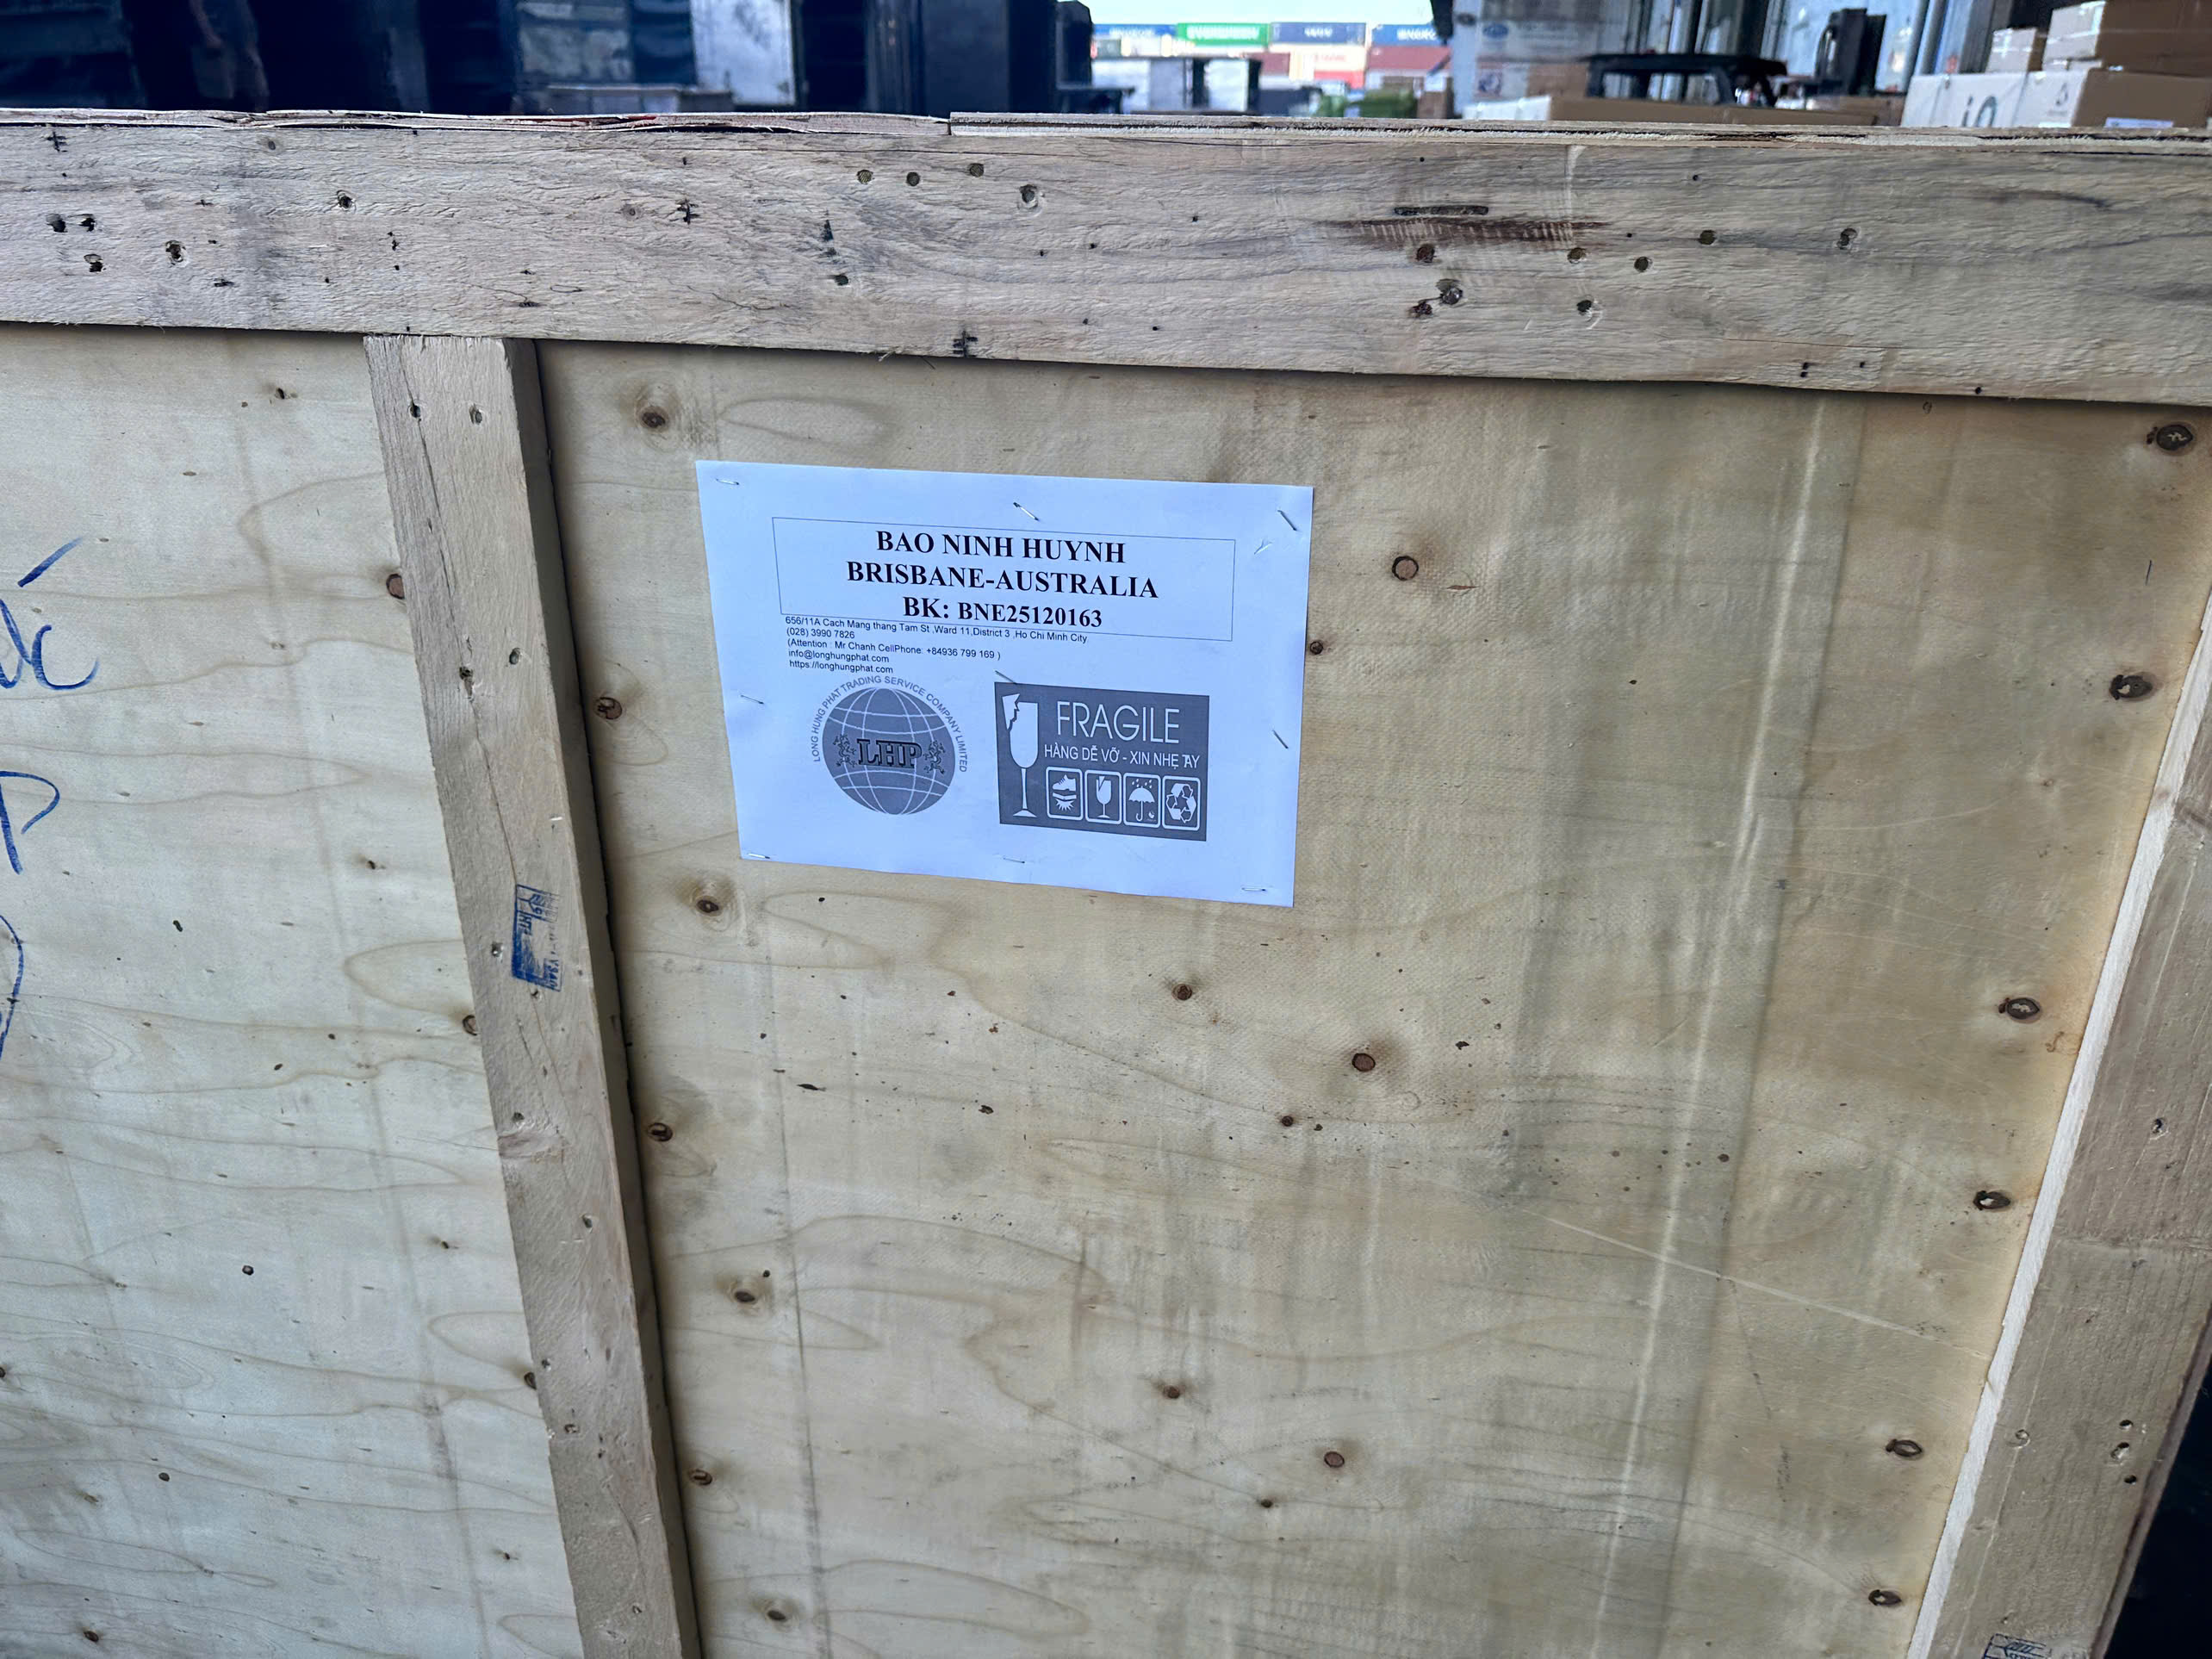 EVERGREEN
BAO NINH HUYNH
BRISBANE-AUSTRALIA
BK: BNE25120163
656/11A Cach Mang thang Tam St ,Ward 11,District 3 ,Ho Chi Minh City
(028) 3990 7826
(Attention : Mr Chanh CellPhone: +84936 799 169 )
info@longhungphat.com
https://longhungphat.com
LONG HUNG PHAT TRADING SERVICE COMPANY LIMITED
LHP
FRAGILE
HÀNG DỄ VỠ - XIN NHẸ TAY